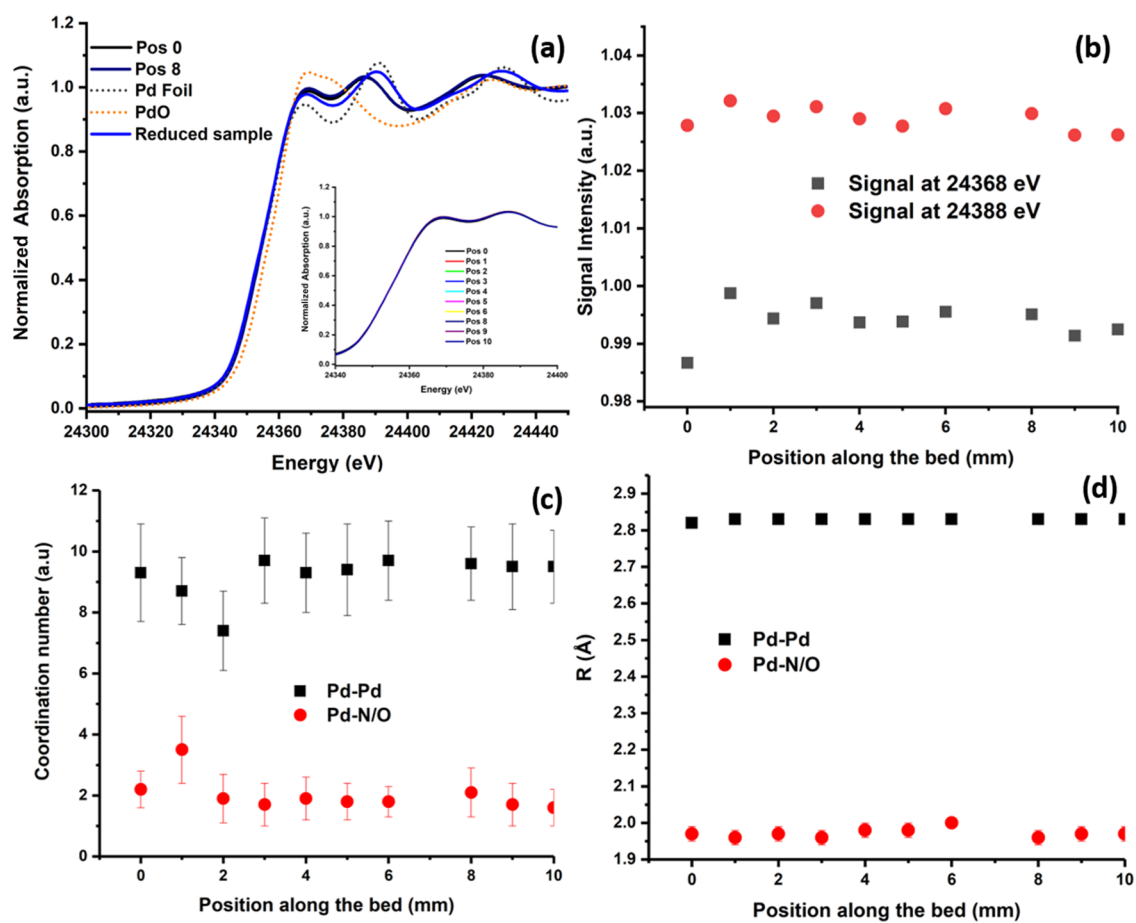 (a)
1.2
1.0
0.8
0.6
0.4
0.2
0.0
Normalized Absorption (a.u.)
Pos 0
Pos 8
Pd Foil
PdO
Reduced sample
24300 24320 24340 24360 24380 24400 24420 24440
Energy (eV)
1.2
1.0
0.8
0.6
0.4
0.2
0.0
Normalized Absorption (a.u.)
Pos 0
Pos 1
Pos 2
Pos 3
Pos 4
Pos 5
Pos 6
Pos 8
Pos 9
Pos 10
24340 24360 24380 24400
Energy (eV)
(b)
1.04
1.03
1.02
1.00
0.99
0.98
Signal Intensity (a.u.)
Signal at 24368 eV
Signal at 24388 eV
0 2 4 6 8 10
Position along the bed (mm)
(c)
12
10
8
6
4
2
0
Coordination number (a.u)
Pd-Pd
Pd-N/O
0 2 4 6 8 10
Position along the bed (mm)
(d)
2.9
2.8
2.7
2.6
2.5
2.4
2.3
2.2
2.1
2.0
1.9
R (Å)
Pd-Pd
Pd-N/O
0 2 4 6 8 10
Position along the bed (mm)